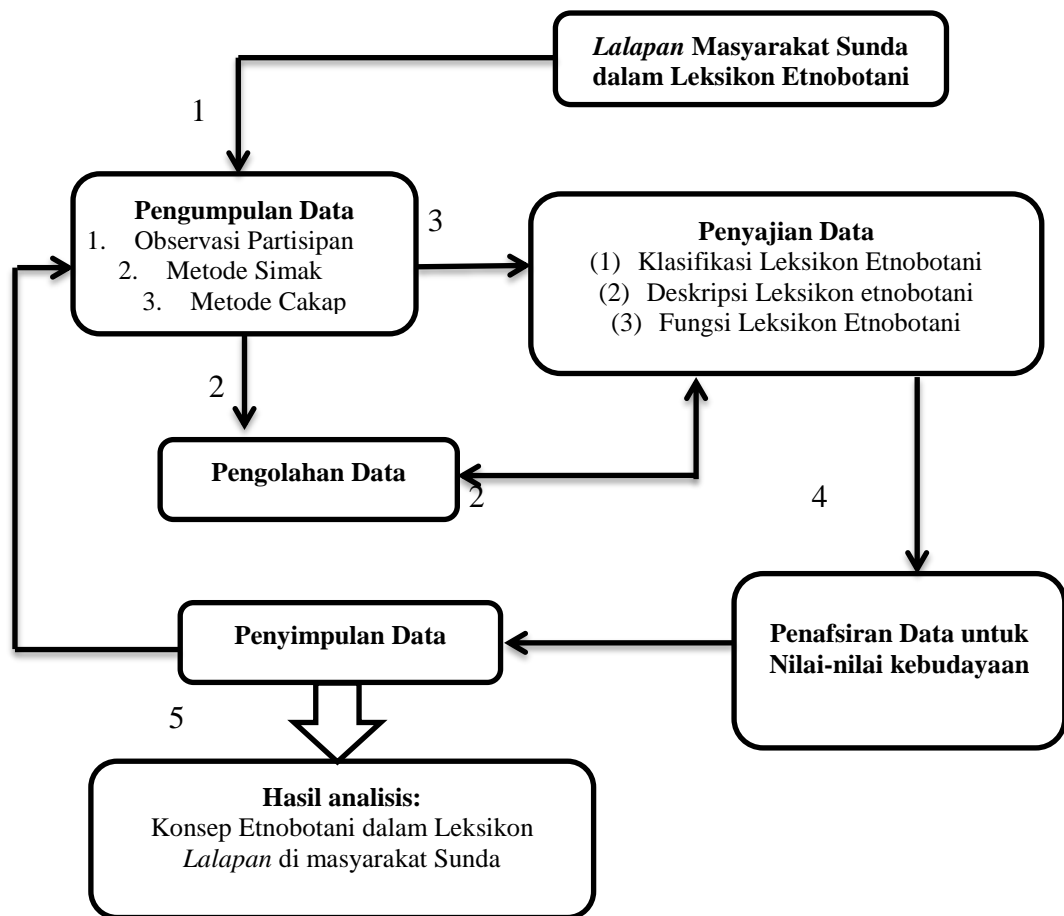 Lalapan Masyarakat Sunda
dalam Leksikon Etnobotani
1
Pengumpulan Data
1. Observasi Partisipan
2. Metode Simak
3. Metode Cakap
3
Penyajian Data
(1) Klasifikasi Leksikon Etnobotani
(2) Deskripsi Leksikon etnobotani
(3) Fungsi Leksikon Etnobotani
2
Pengolahan Data
2
4
Penyimpulan Data
Penafsiran Data untuk
Nilai-nilai kebudayaan
5
Hasil analisis:
Konsep Etnobotani dalam Leksikon
Lalapan di masyarakat Sunda